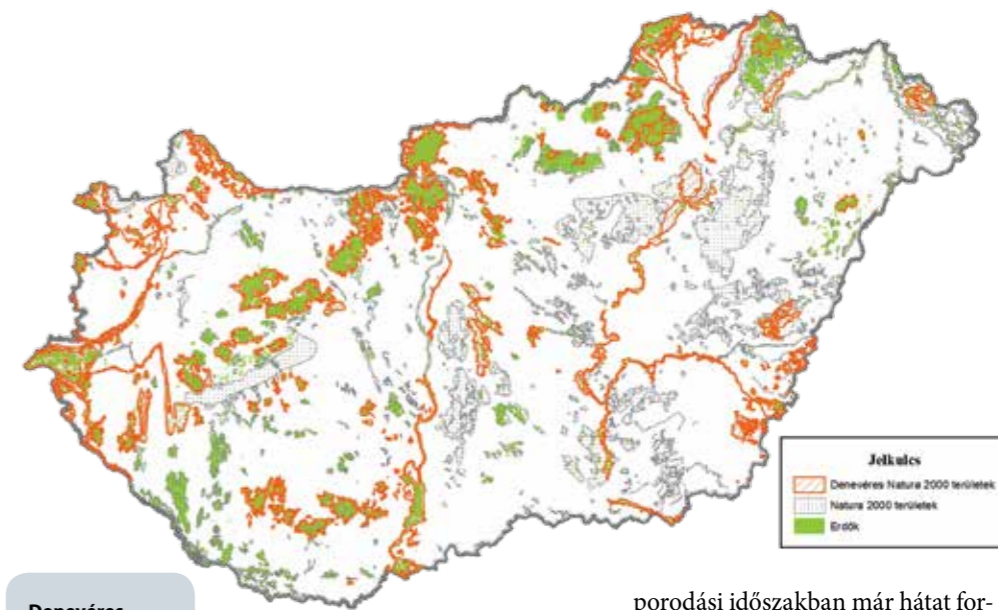 Jelkulcs
Denevéres Natura 2000 területek
Natura 2000 területek
Erdők
Denevéres
porodási időszakban már hátat for-